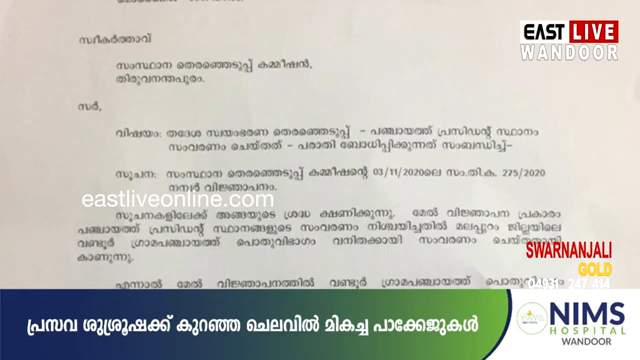 EAST LIVE
WANDOOR
സ്വീകർത്താവ്
സംസ്ഥാന തെരഞ്ഞെടുപ്പ് കമ്മീഷൻ,
തിരുവനന്തപുരം.
സർ,
വിഷയം: തദേശ സ്വയംഭരണ തെരഞ്ഞെടുപ്പ് - പഞ്ചായത്ത് പ്രസിഡന്റ് സ്ഥാനം
സംവരണം ചെയ്തത് - പരാതി ബോധിപ്പിക്കുന്നത് സംബന്ധിച്ച്-
സൂചന: സംസ്ഥാന തെരഞ്ഞെടുപ്പ് കമ്മീഷന്റെ 03/11/2020ലെ സം.തി.ക. 275/2020
നമ്പർ വിജ്ഞാപനം.
eastliveonline.com
സൂചനകളിലേക്ക് അങ്ങയുടെ ശ്രദ്ധ ക്ഷണിക്കുന്നു. മേൽ വിജ്ഞാപന പ്രകാരം
പഞ്ചായത്ത് പ്രസിഡന്റ് സ്ഥാനങ്ങളുടെ സംവരണം നിശ്ചയിച്ചതിൽ മലപ്പുറം ജില്ലയിലെ
വണ്ടൂർ ഗ്രാമപഞ്ചായത്ത് പൊതുവിഭാഗം വനിതക്കായി സംവരണം ചെയ്തതായി
കാണുന്നു.
എന്നാൽ മേൽ വിജ്ഞാപനത്തിൽ വണ്ടൂർ ഗ്രാമപഞ്ചായത്ത് പൊതുവിഭാഗം
SWARNANJALI
GOLD
04931 247 414
പ്രസവ ശുശ്രൂഷക്ക് കുറഞ്ഞ ചെലവിൽ മികച്ച പാക്കേജുകൾ
NIMS
HOSPITAL
WANDOOR